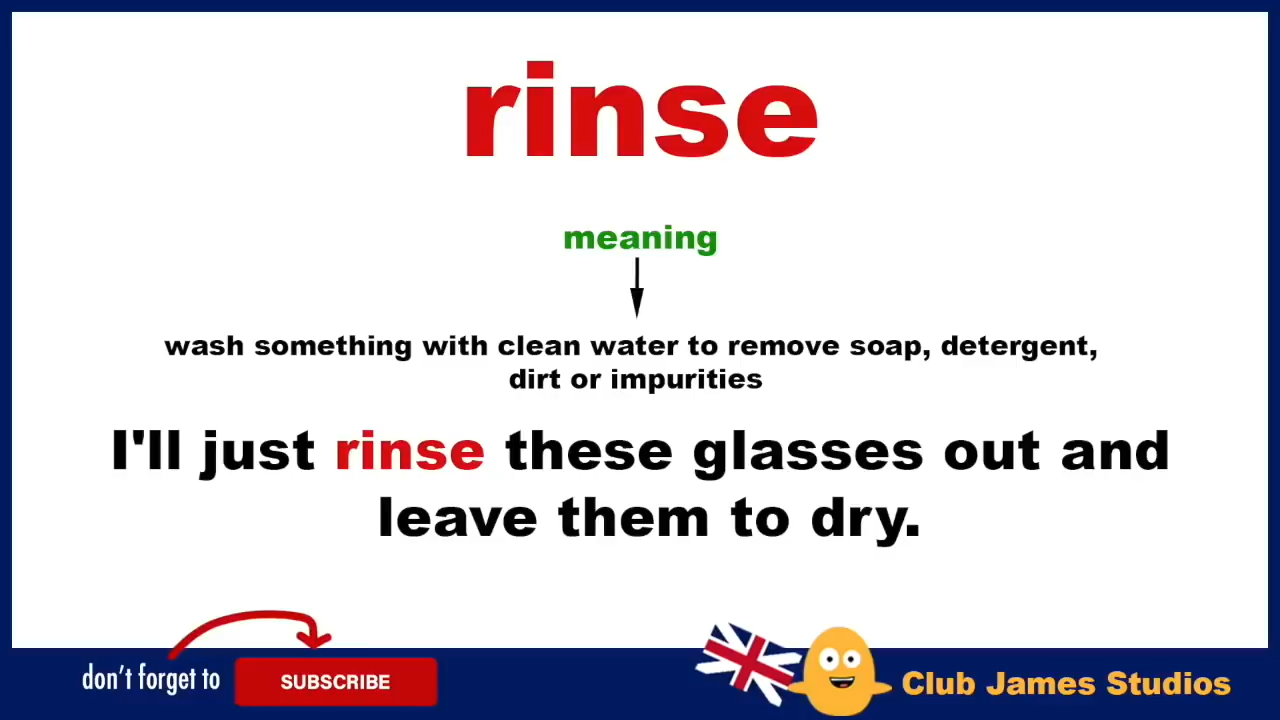 rinse
meaning
wash something with clean water to remove soap, detergent,
dirt or impurities
I'll just rinse these glasses out and
leave them to dry.
don't forget to SUBSCRIBE
Club James Studios